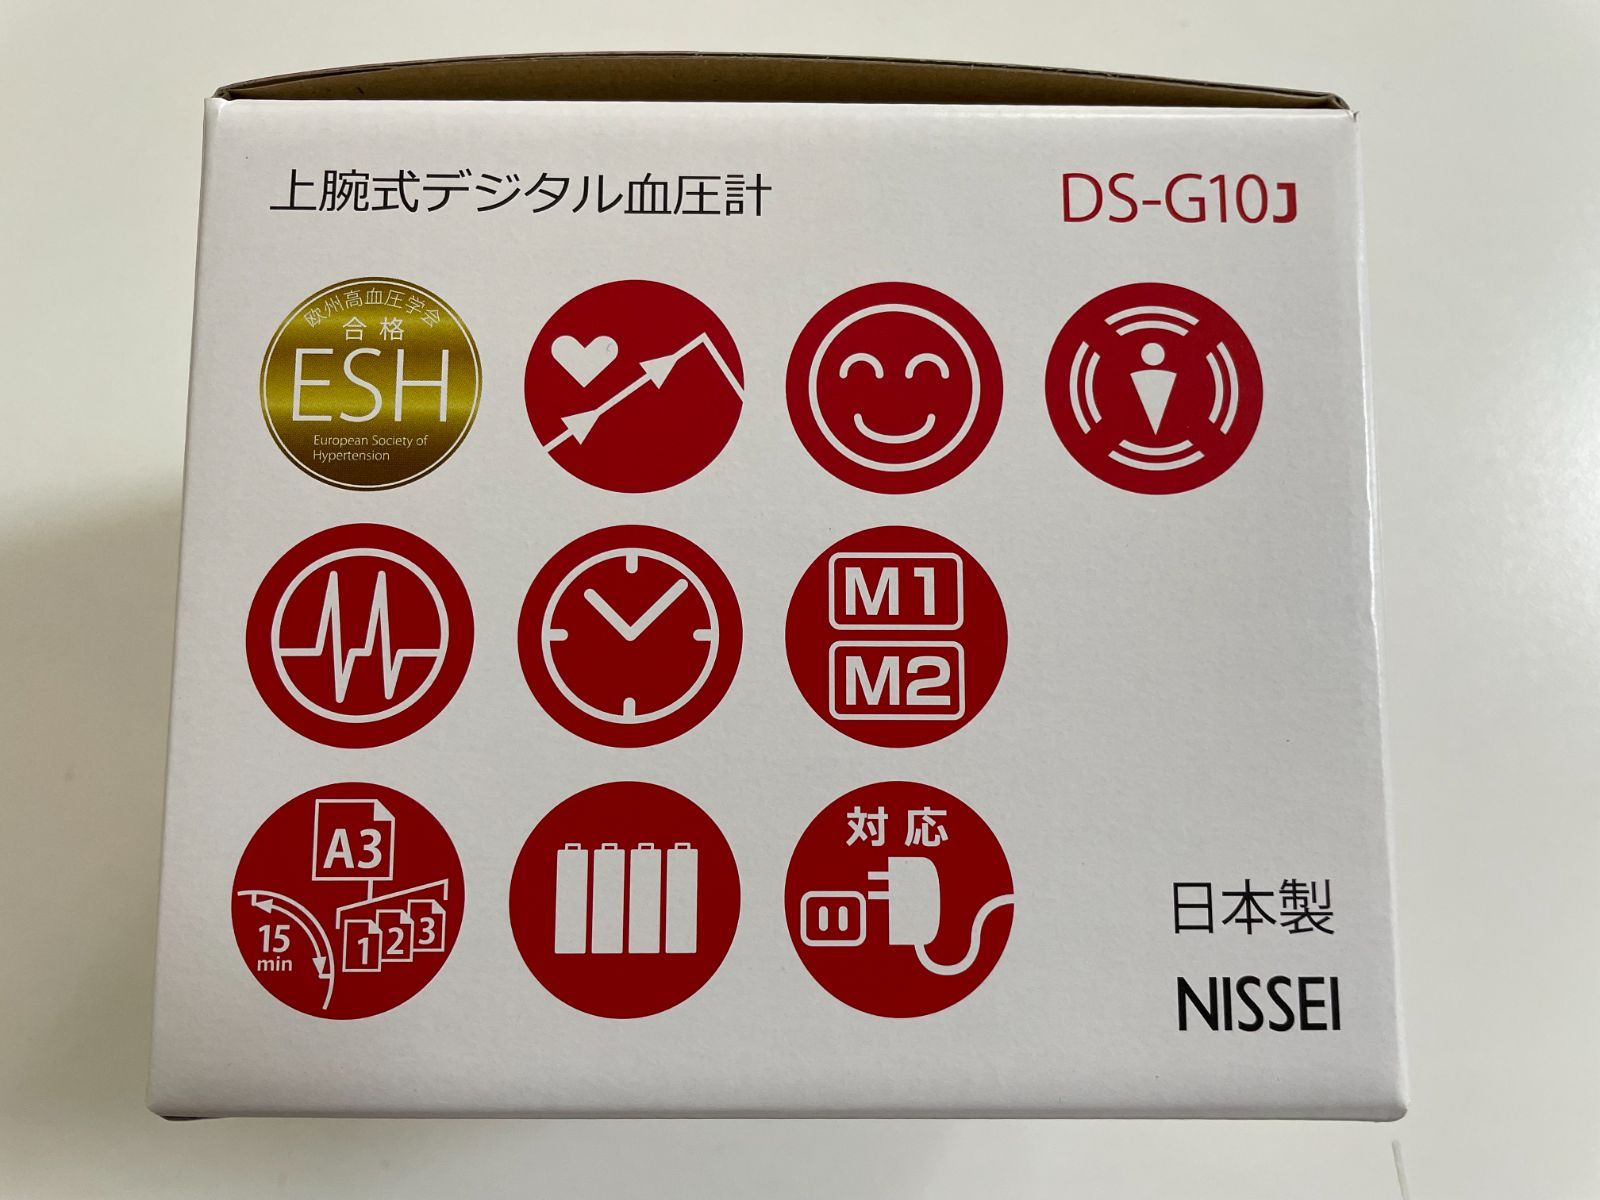 上腕式デジタル血圧計
DS-G10J
欧州高血圧学会
合格
ESH
European Society of
Hypertension
M1
M2
A3
15
min
1 2 3
対応
日本製
NISSEI